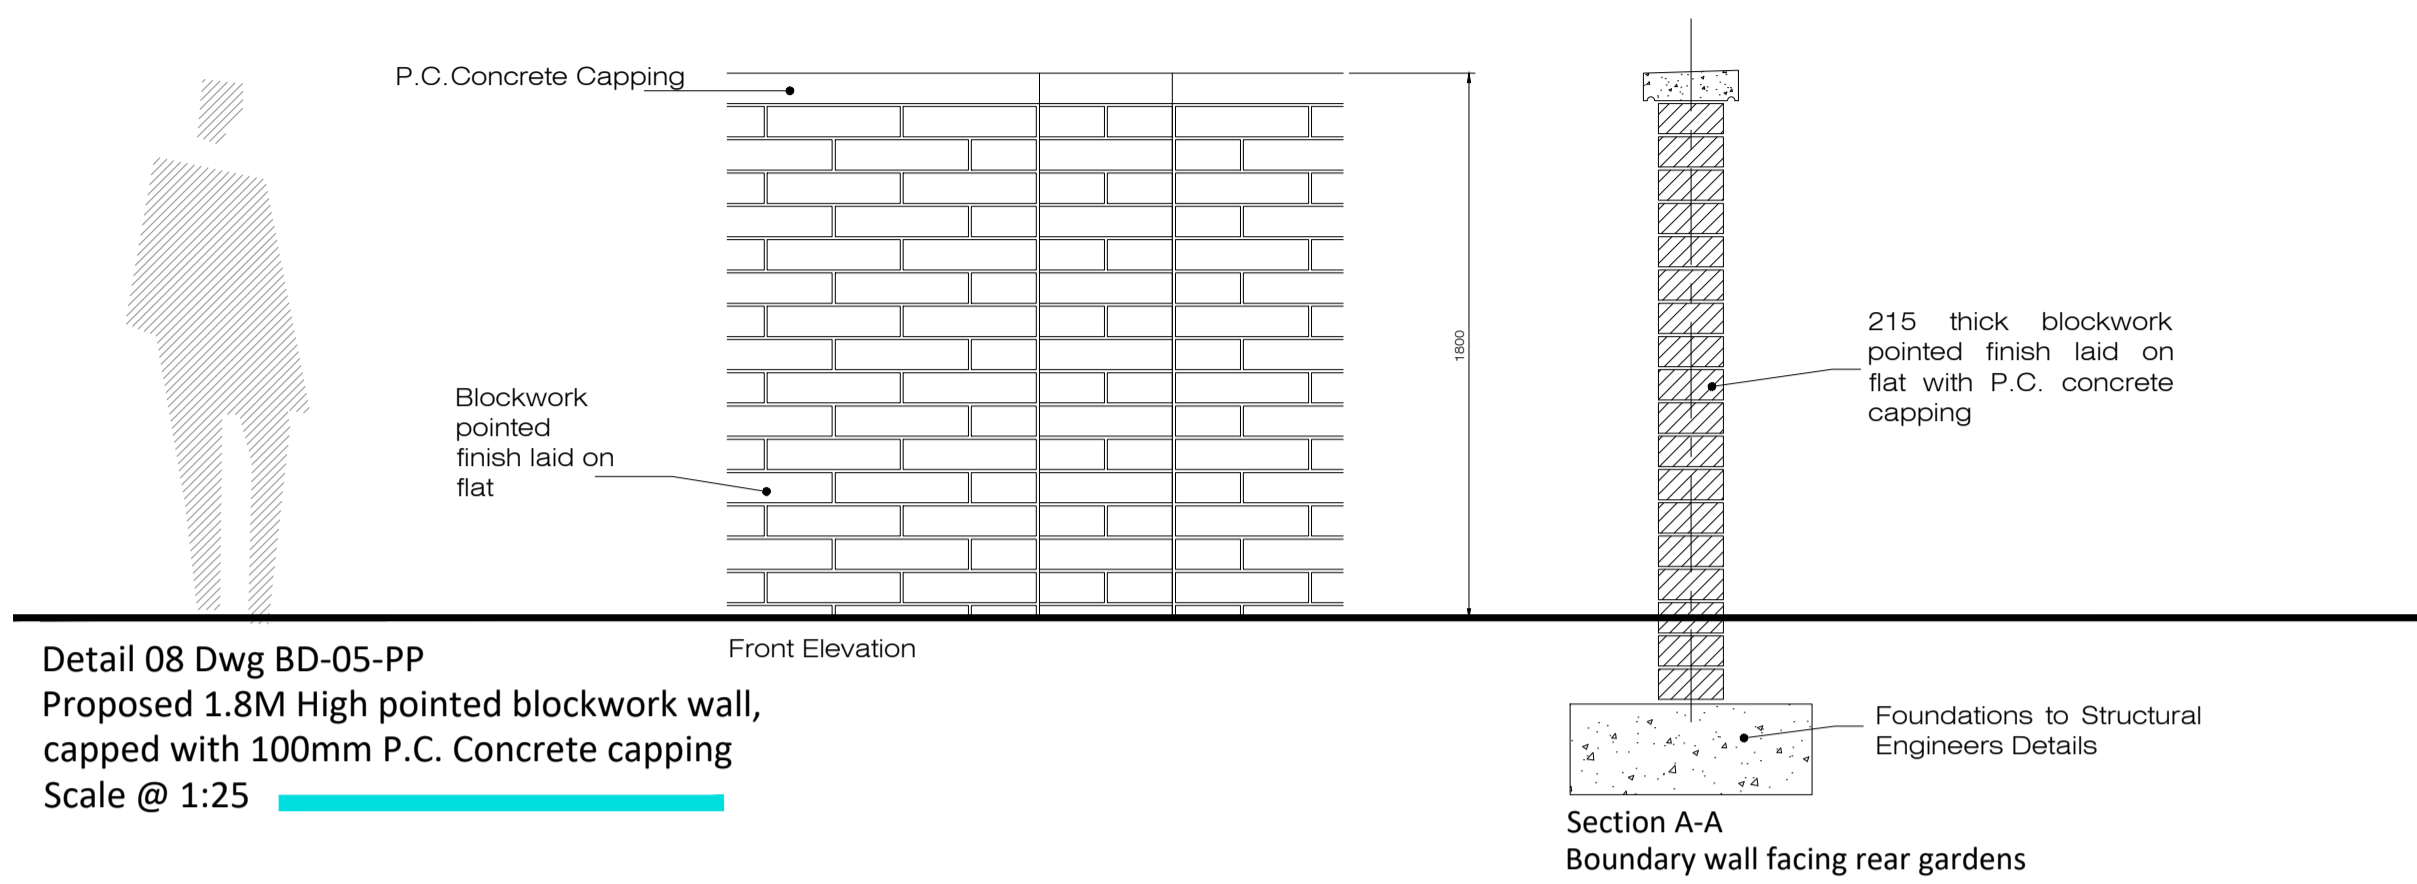 P.C.Concrete Capping
Blockwork
pointed
finish laid on
flat
1800
215 thick blockwork
pointed finish laid on
flat with P.C. concrete
capping
Front Elevation
Detail 08 Dwg BD-05-PP
Proposed 1.8M High pointed blockwork wall,
capped with 100mm P.C. Concrete capping
Scale @ 1:25
Foundations to Structural
Engineers Details
Section A-A
Boundary wall facing rear gardens